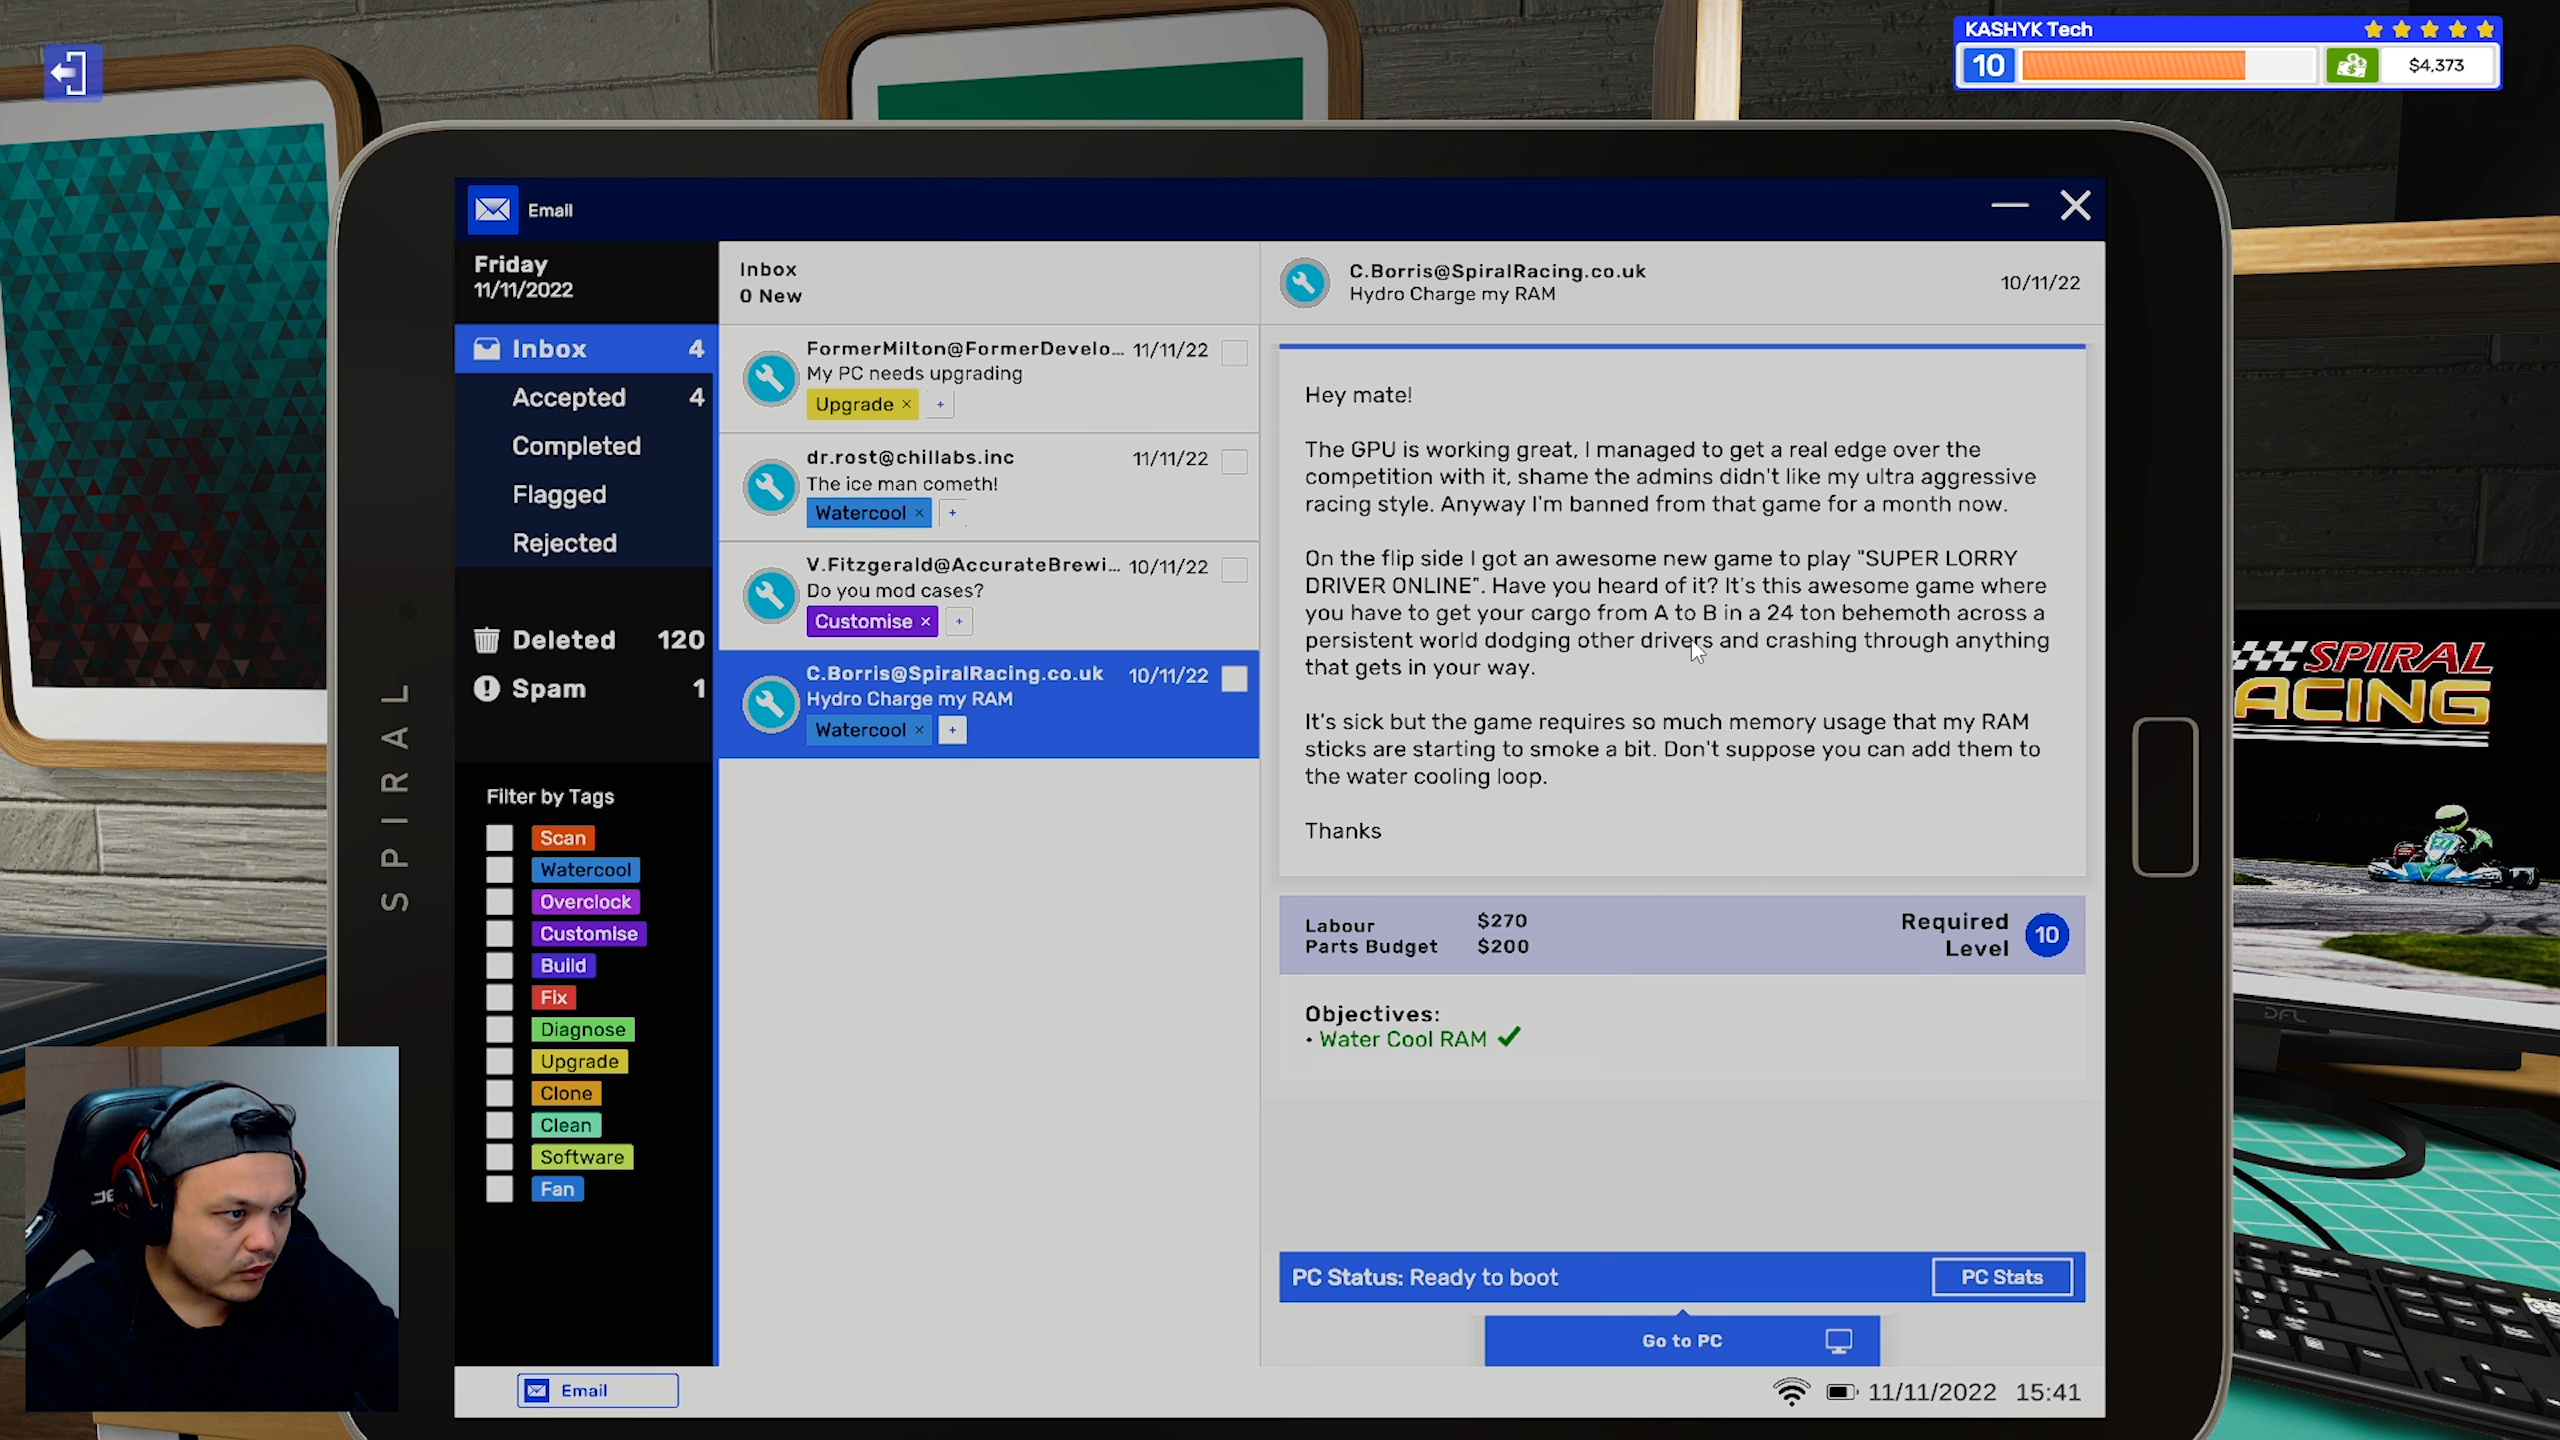 KASHYK Tech
10
$4,373
Email
Friday
11/11/2022
Inbox 4
Accepted 4
Completed
Flagged
Rejected
Deleted 120
Spam 1
Filter by Tags
Scan
Watercool
Overclock
Customise
Build
Fix
Diagnose
Upgrade
Clone
Clean
Software
Fan
Inbox
0 New
FormerMilton@FormerDevelo... 11/11/22
My PC needs upgrading
Upgrade × +
dr.rost@chillabs.inc 11/11/22
The ice man cometh!
Watercool × +
V.Fitzgerald@AccurateBrewi... 10/11/22
Do you mod cases?
Customise × +
C.Borris@SpiralRacing.co.uk 10/11/22
Hydro Charge my RAM
Watercool × +
C.Borris@SpiralRacing.co.uk
Hydro Charge my RAM
10/11/22
Hey mate!
The GPU is working great, I managed to get a real edge over the
competition with it, shame the admins didn't like my ultra aggressive
racing style. Anyway I'm banned from that game for a month now.
On the flip side I got an awesome new game to play "SUPER LORRY
DRIVER ONLINE". Have you heard of it? It's this awesome game where
you have to get your cargo from A to B in a 24 ton behemoth across a
persistent world dodging other drivers and crashing through anything
that gets in your way.
It's sick but the game requires so much memory usage that my RAM
sticks are starting to smoke a bit. Don't suppose you can add them to
the water cooling loop.
Thanks
Labour $270
Parts Budget $200
Required
Level 10
Objectives:
• Water Cool RAM
PC Status: Ready to boot
PC Stats
Go to PC
Email
11/11/2022 15:41
SPIRAL
SPIRAL
RACING
DFL